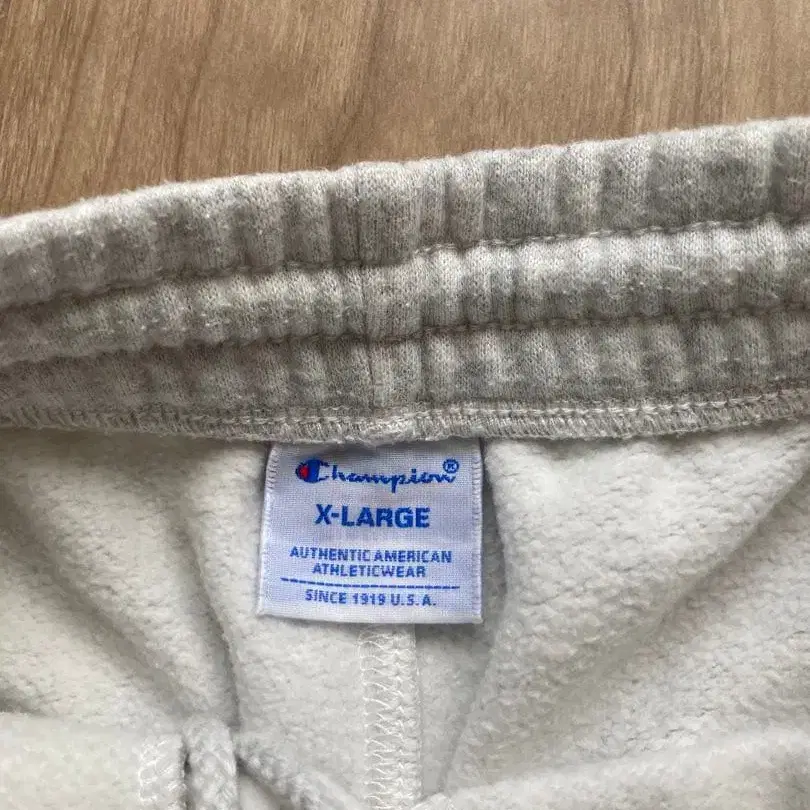 Champion®
X-LARGE
AUTHENTIC AMERICAN
ATHLETICWEAR
SINCE 1919 U.S.A.